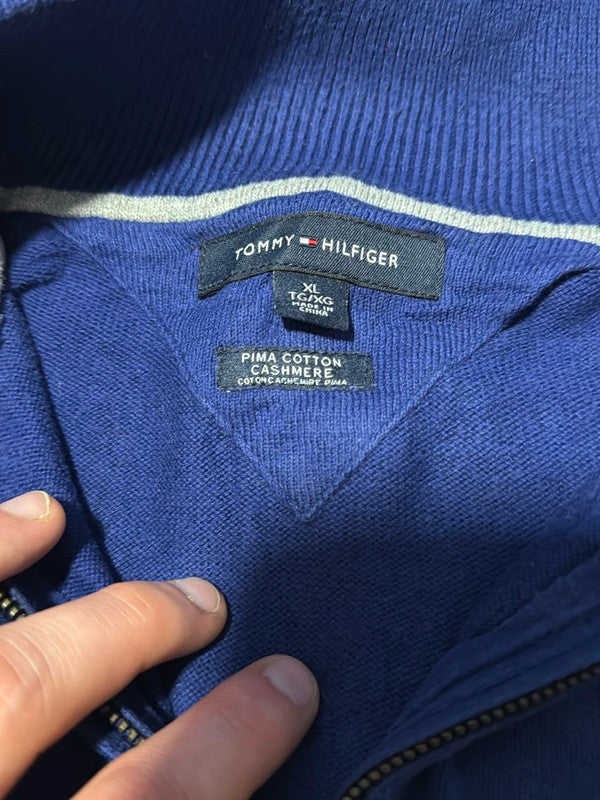 TOMMY HILFIGER
XL
TG/XG
MADE IN
CHINA
PIMA COTTON
CASHMERE
COTON CACHEMIRE PIMA